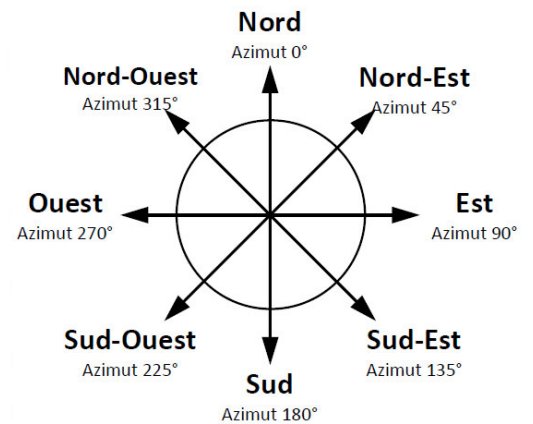 Nord
Azimut 0°
Nord-Ouest
Azimut 315°
Nord-Est
Azimut 45°
Ouest
Azimut 270°
Est
Azimut 90°
Sud-Ouest
Azimut 225°
Sud-Est
Azimut 135°
Sud
Azimut 180°